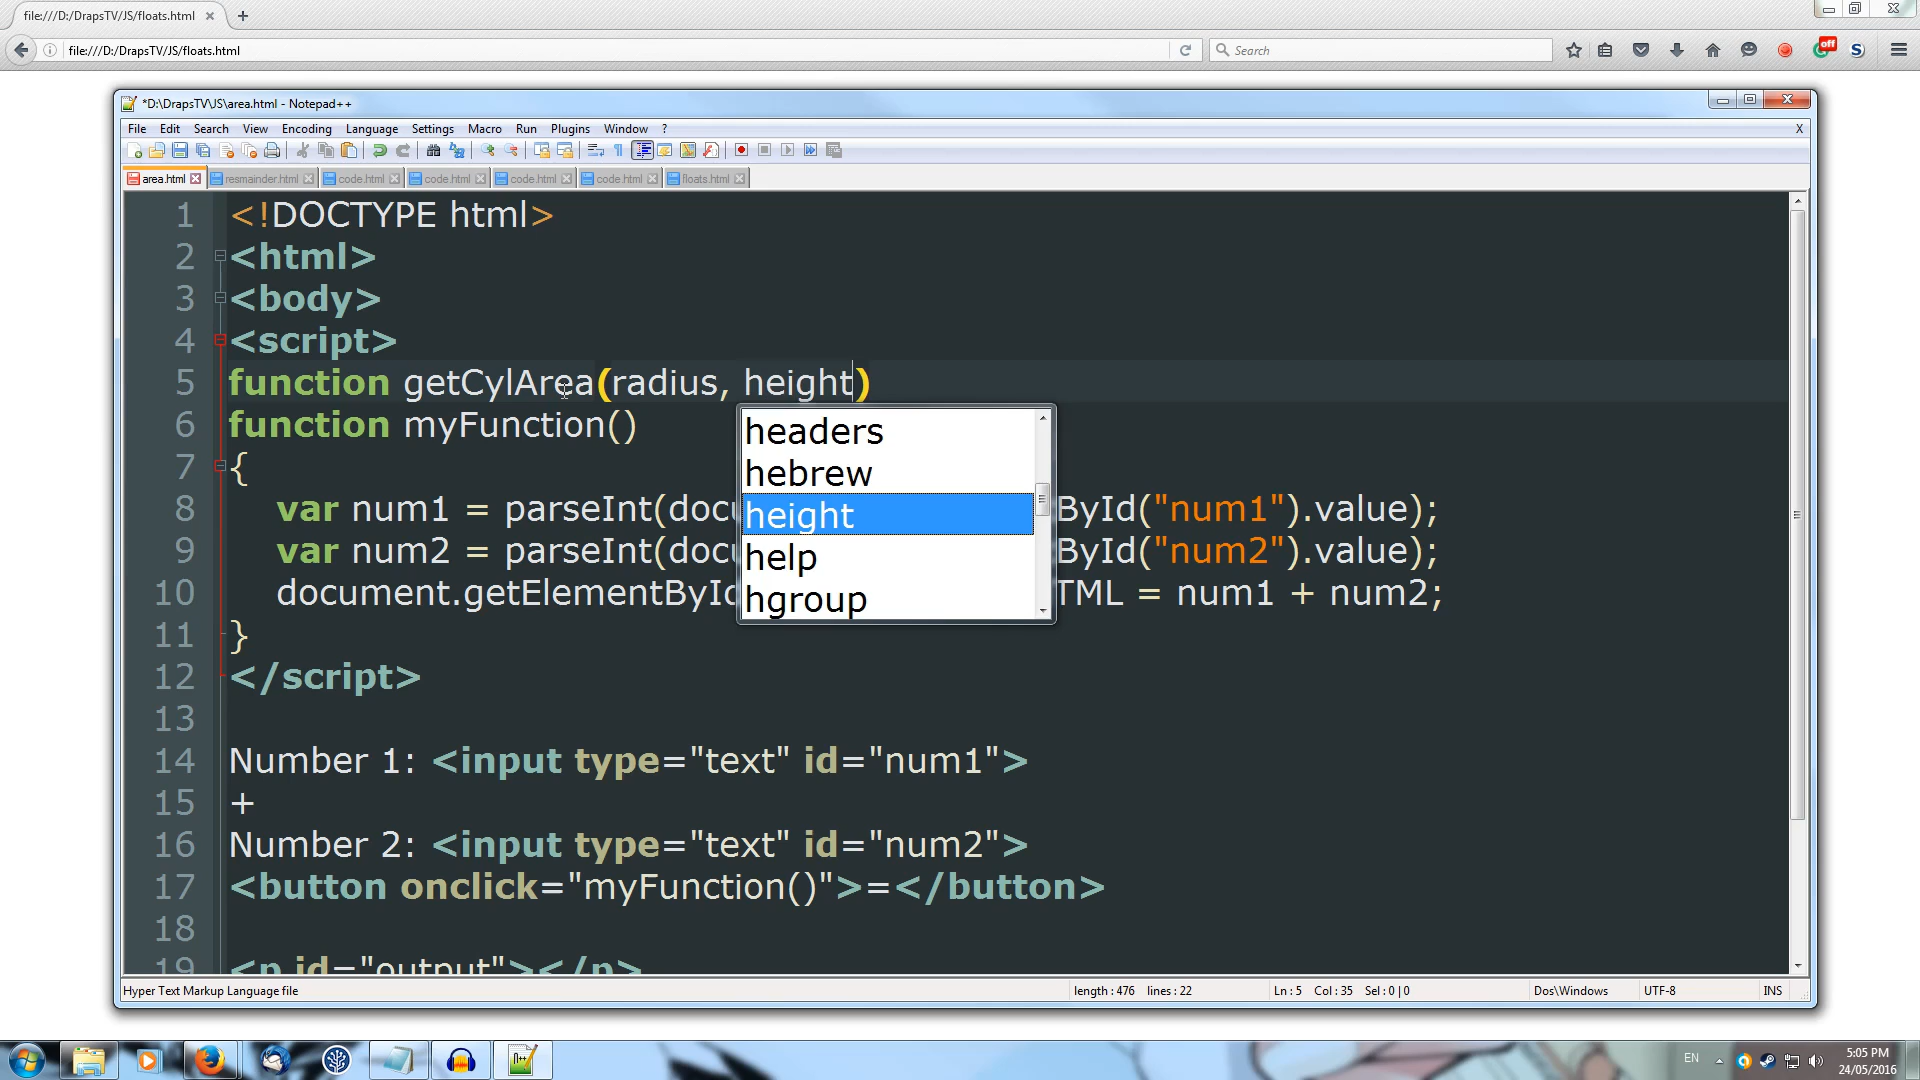 file:///D:/DrapsTV/JS/floats.html
file:///D:/DrapsTV/JS/floats.html
Search
off
S
*D:\DrapsTV\JS\area.html - Notepad++
File Edit Search View Encoding Language Settings Macro Run Plugins Window ? X
area.html resmainder.html code.html code.html code.html code.html floats.html
1 <!DOCTYPE html>
2 <html>
3 <body>
4 <script>
5 function getCylArea(radius, height)
6 function myFunction()
7 {
8 var num1 = parseInt(docu ById("num1").value);
9 var num2 = parseInt(docu ById("num2").value);
10 document.getElementById TML = num1 + num2;
11 }
12 </script>
13
14 Number 1: <input type="text" id="num1">
15 +
16 Number 2: <input type="text" id="num2">
17 <button onclick="myFunction()">=</button>
18
19 <p id="output"></p>
headers
hebrew
height
help
hgroup
Hyper Text Markup Language file length : 476 lines : 22 Ln : 5 Col : 35 Sel : 0 | 0 Dos\Windows UTF-8 INS
EN
5:05 PM
24/05/2016